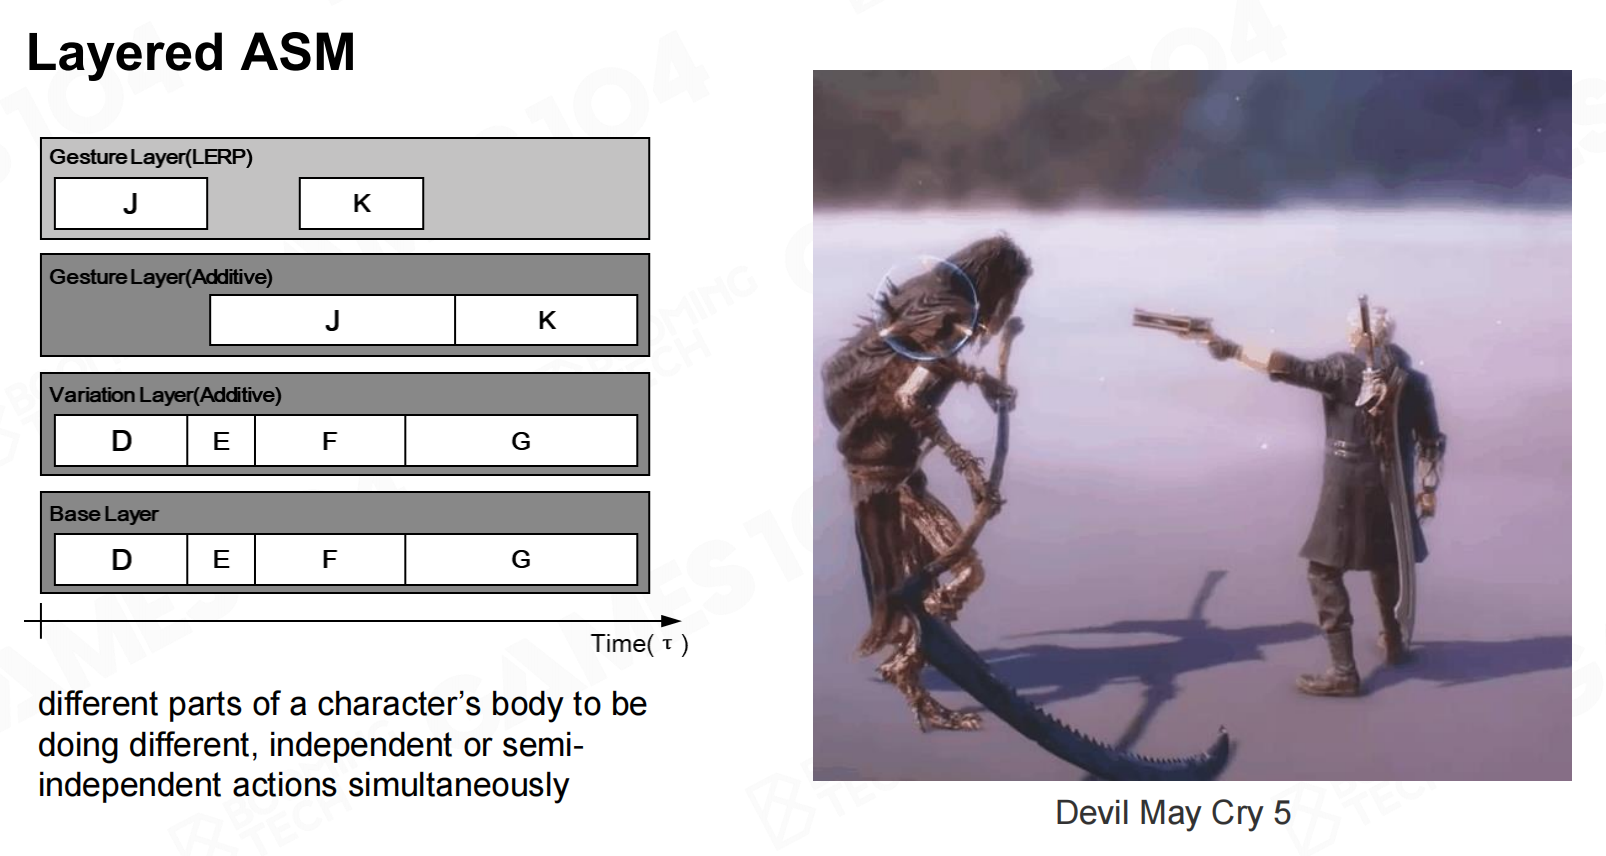 Layered ASM
Gesture Layer(LERP)
J K
Gesture Layer(Additive)
J K
Variation Layer(Additive)
D E F G
Base Layer
D E F G
Time( τ )
different parts of a character’s body to be
doing different, independent or semi-
independent actions simultaneously
Devil May Cry 5